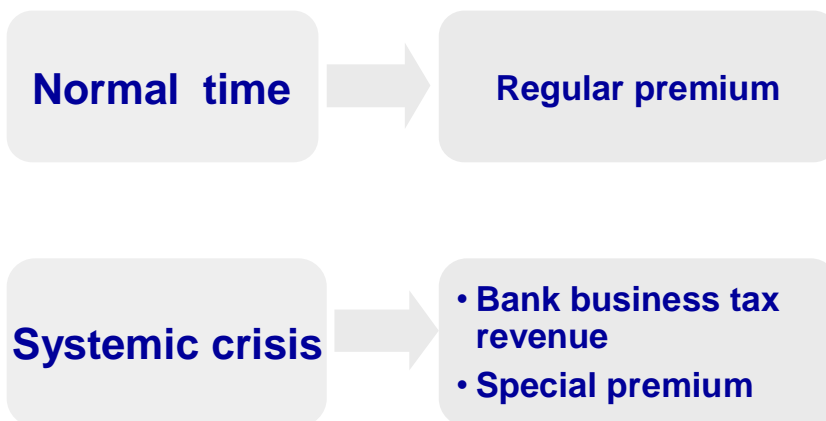 Normal time
Regular premium
Systemic crisis
• Bank business tax
revenue
• Special premium